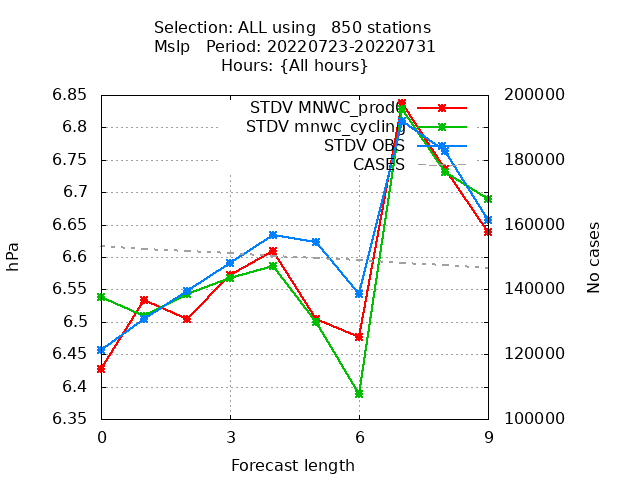 Selection: ALL using   850 stations
Mslp   Period: 20220723-20220731
Hours: {All hours}
STDV MNWC_prod6
STDV mnwc_cycling
STDV OBS
CASES
6.85
6.8
6.75
6.7
6.65
6.6
6.55
6.5
6.45
6.4
6.35
200000
180000
160000
140000
120000
100000
0
3
6
9
hPa
No cases
Forecast length